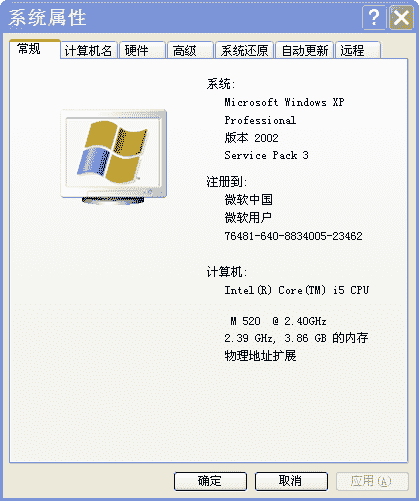 系统属性
常规 计算机名 硬件 高级 系统还原 自动更新 远程
系统:
Microsoft Windows XP
Professional
版本 2002
Service Pack 3
注册到:
微软中国
微软用户
76481-640-8834005-23462
计算机:
Intel(R) Core(TM) i5 CPU
M 520 @ 2.40GHz
2.39 GHz, 3.86 GB 的内存
物理地址扩展
确定 取消 应用(A)